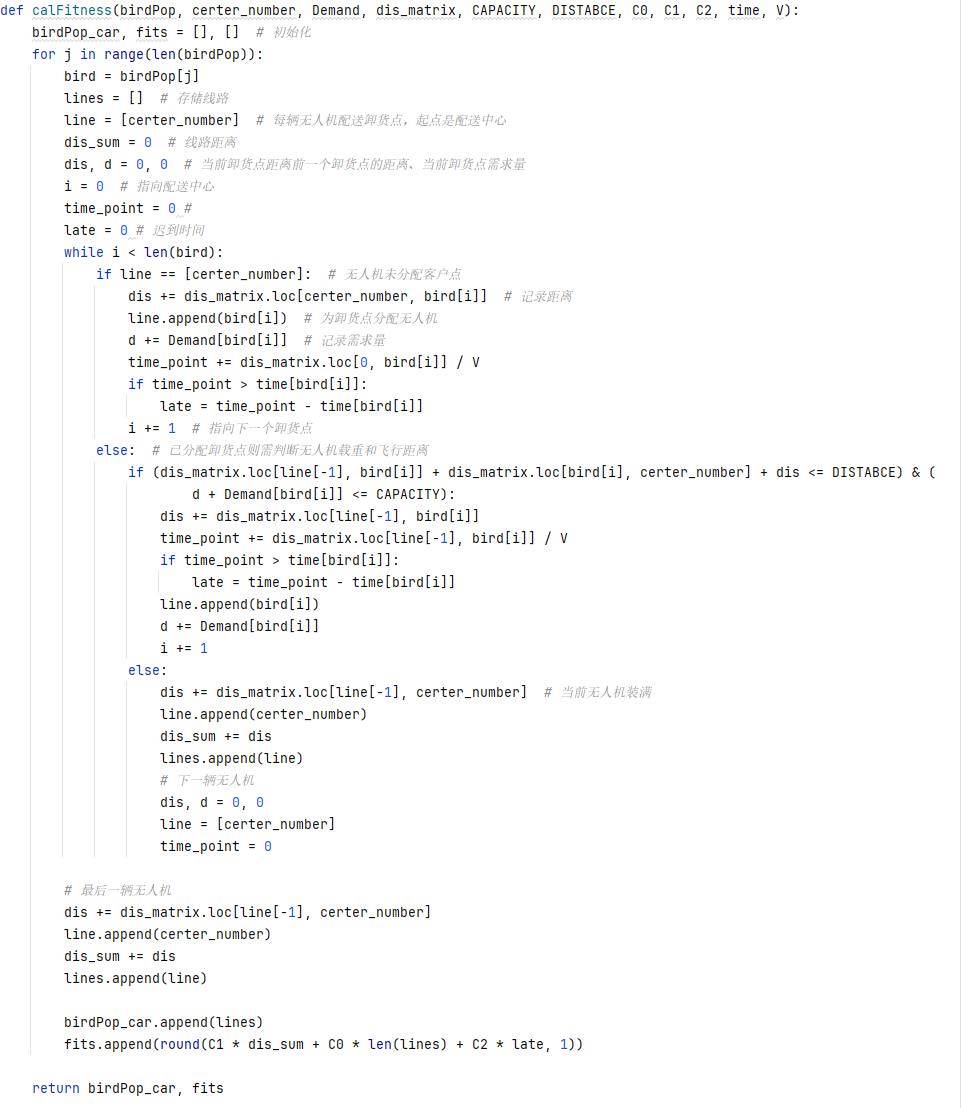 def calFitness(birdPop, certer_number, Demand, dis_matrix, CAPACITY, DISTABCE, C0, C1, C2, time, V):
    birdPop_car, fits = [], []  # 初始化
    for j in range(len(birdPop)):
        bird = birdPop[j]
        lines = []  # 存储线路
        line = [certer_number]  # 每辆无人机配送卸货点，起点是配送中心
        dis_sum = 0  # 线路距离
        dis, d = 0, 0  # 当前卸货点距离前一个卸货点的距离、当前卸货点需求量
        i = 0  # 指向配送中心
        time_point = 0 #
        late = 0 # 迟到时间
        while i < len(bird):
            if line == [certer_number]:  # 无人机未分配客户点
                dis += dis_matrix.loc[certer_number, bird[i]]  # 记录距离
                line.append(bird[i])  # 为卸货点分配无人机
                d += Demand[bird[i]]  # 记录需求量
                time_point += dis_matrix.loc[0, bird[i]] / V
                if time_point > time[bird[i]]:
                    late = time_point - time[bird[i]]
                i += 1  # 指向下一个卸货点
            else:  # 已分配卸货点则需判断无人机载重和飞行距离
                if (dis_matrix.loc[line[-1], bird[i]] + dis_matrix.loc[bird[i], certer_number] + dis <= DISTABCE) & (
                        d + Demand[bird[i]] <= CAPACITY):
                    dis += dis_matrix.loc[line[-1], bird[i]]
                    time_point += dis_matrix.loc[line[-1], bird[i]] / V
                    if time_point > time[bird[i]]:
                        late = time_point - time[bird[i]]
                    line.append(bird[i])
                    d += Demand[bird[i]]
                    i += 1
                else:
                    dis += dis_matrix.loc[line[-1], certer_number]  # 当前无人机装满
                    line.append(certer_number)
                    dis_sum += dis
                    lines.append(line)
                    # 下一辆无人机
                    dis, d = 0, 0
                    line = [certer_number]
                    time_point = 0
        # 最后一辆无人机
        dis += dis_matrix.loc[line[-1], certer_number]
        line.append(certer_number)
        dis_sum += dis
        lines.append(line)
        birdPop_car.append(lines)
        fits.append(round(C1 * dis_sum + C0 * len(lines) + C2 * late, 1))
    return birdPop_car, fits